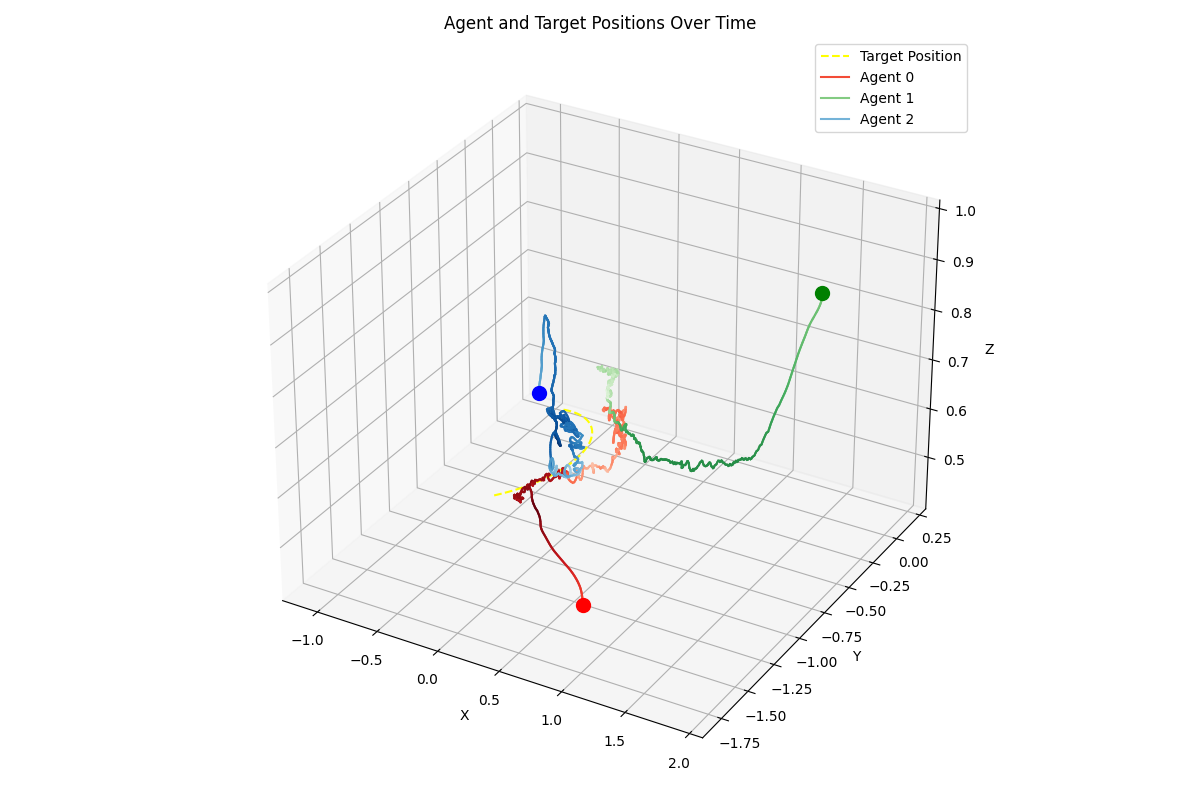 Agent and Target Positions Over Time
Target Position
Agent 0
Agent 1
Agent 2
1.0
0.9
0.8
0.7
0.6
0.5
Z
0.25
0.00
−0.25
−0.50
−0.75
−1.00
−1.25
−1.50
−1.75
Y
−1.0
−0.5
0.0
0.5
1.0
1.5
2.0
X